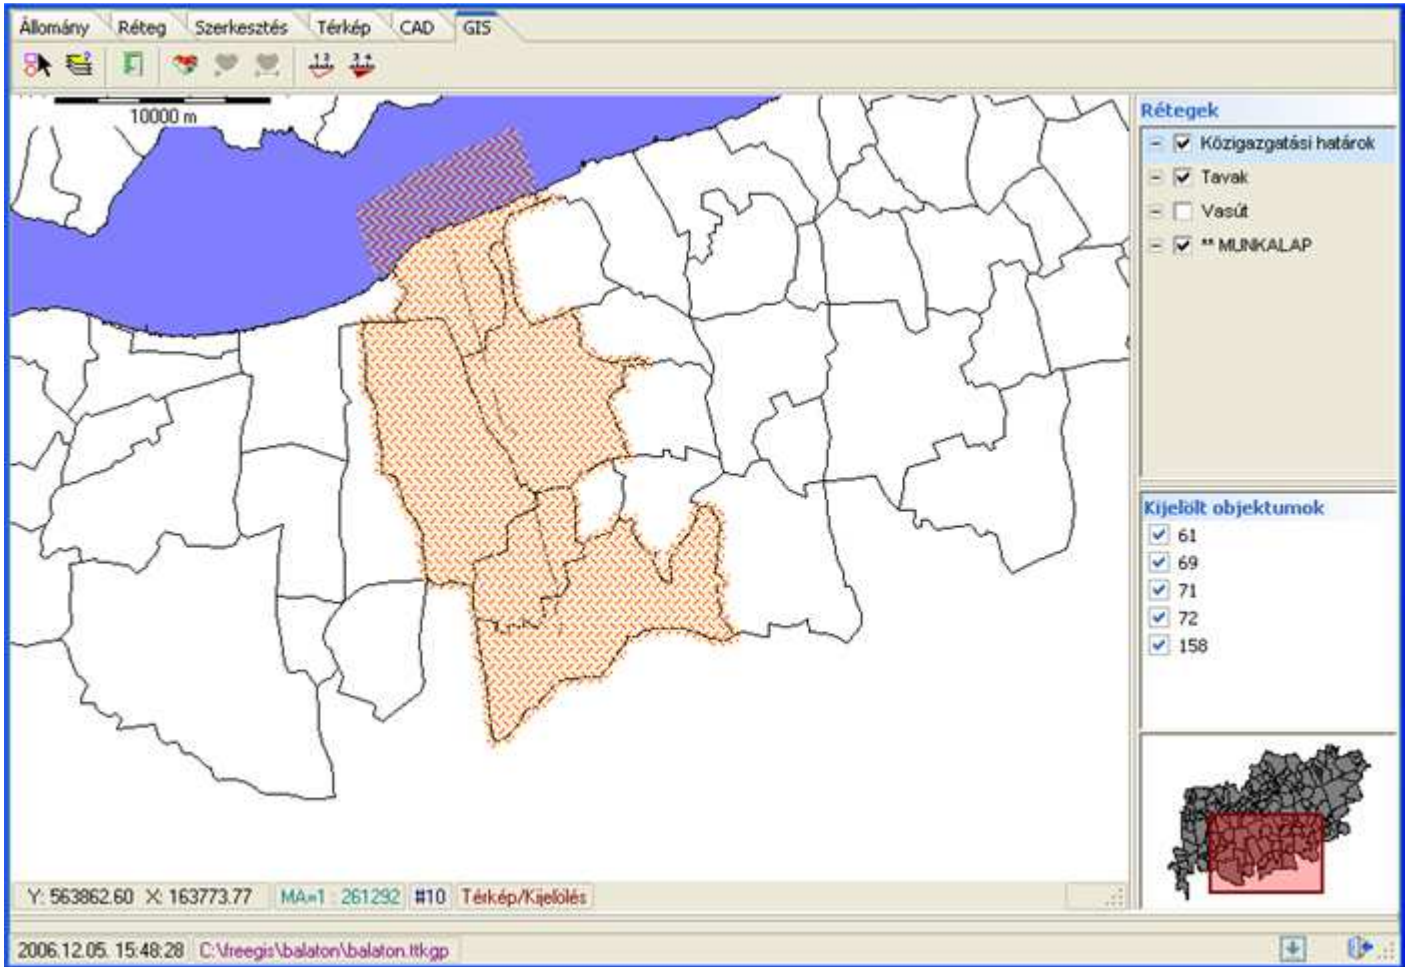 Állomány Réteg Szerkesztés Térkép CAD GIS
10000 m
Rétegek
Közigazgatási határok
Tavak
Vasút
** MUNKALAP
Kijelölt objektumok
61
69
71
72
158
Y: 563862.60 X: 163773.77 MA=1 : 261292 #10 Térkép/Kijelölés
2006.12.05. 15:48:28 C:\freegis\balaton\balaton.ttkgp